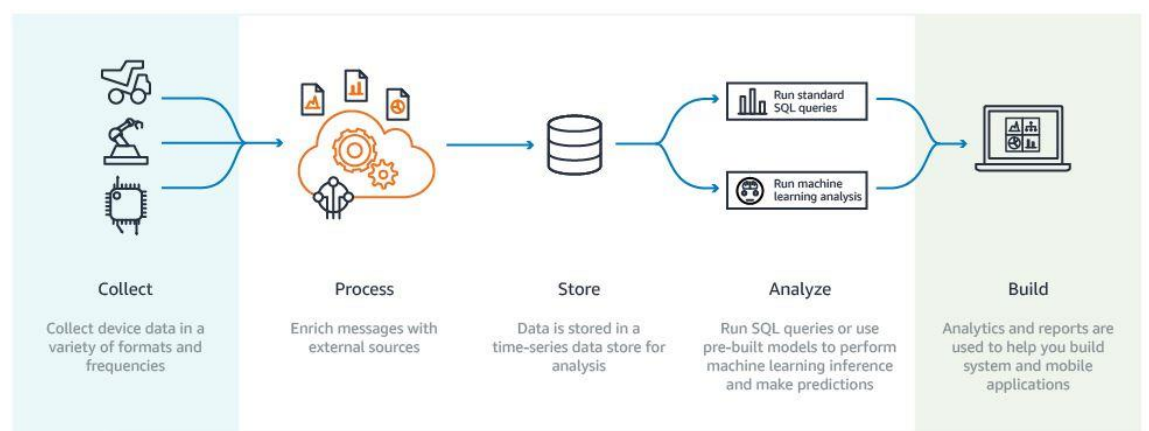 Run standard
SQL queries
Run machine
learning analysis
Collect
Collect device data in a
variety of formats and
frequencies
Process
Enrich messages with
external sources
Store
Data is stored in a
time-series data store for
analysis
Analyze
Run SQL queries or use
pre-built models to perform
machine learning inference
and make predictions
Build
Analytics and reports are
used to help you build
system and mobile
applications